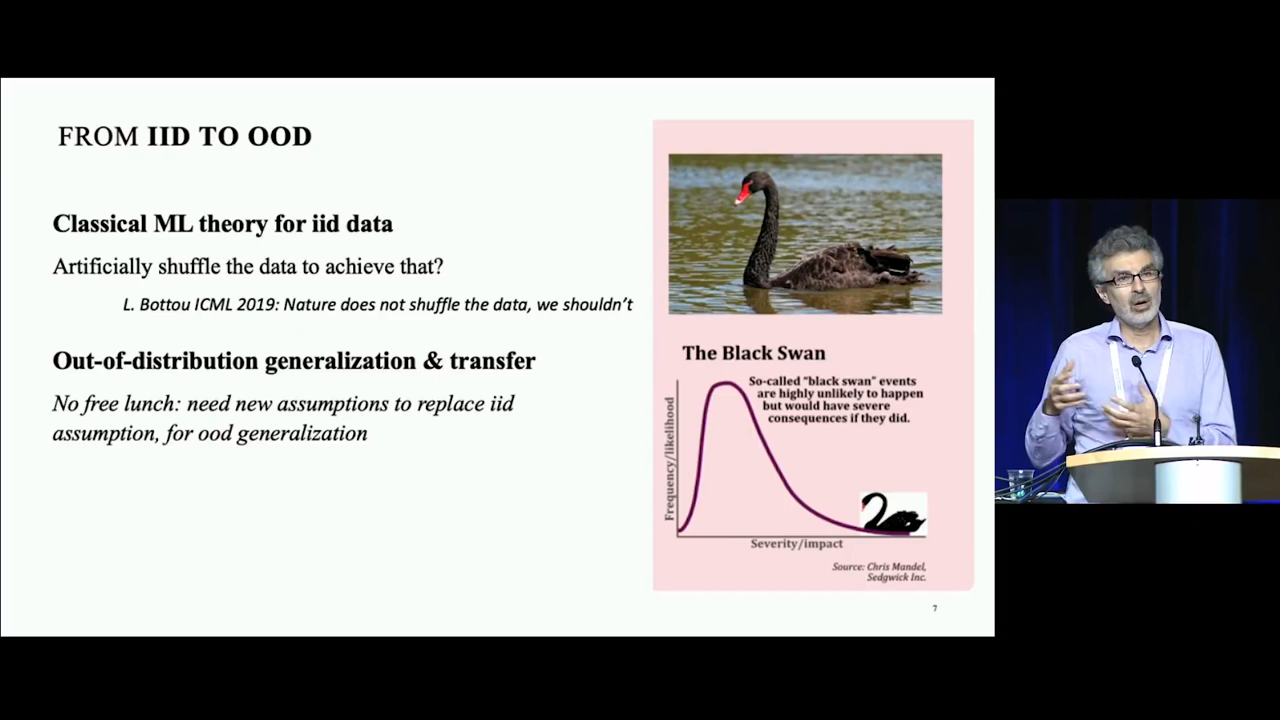 FROM IID TO OOD
Classical ML theory for iid data
Artificially shuffle the data to achieve that?
L. Bottou ICML 2019: Nature does not shuffle the data, we shouldn't
Out-of-distribution generalization & transfer
No free lunch: need new assumptions to replace iid
assumption, for ood generalization
The Black Swan
So-called "black swan" events
are highly unlikely to happen
but would have severe
consequences if they did.
Frequency/likelihood
Severity/impact
Source: Chris Mandel,
Sedgwick Inc.
7